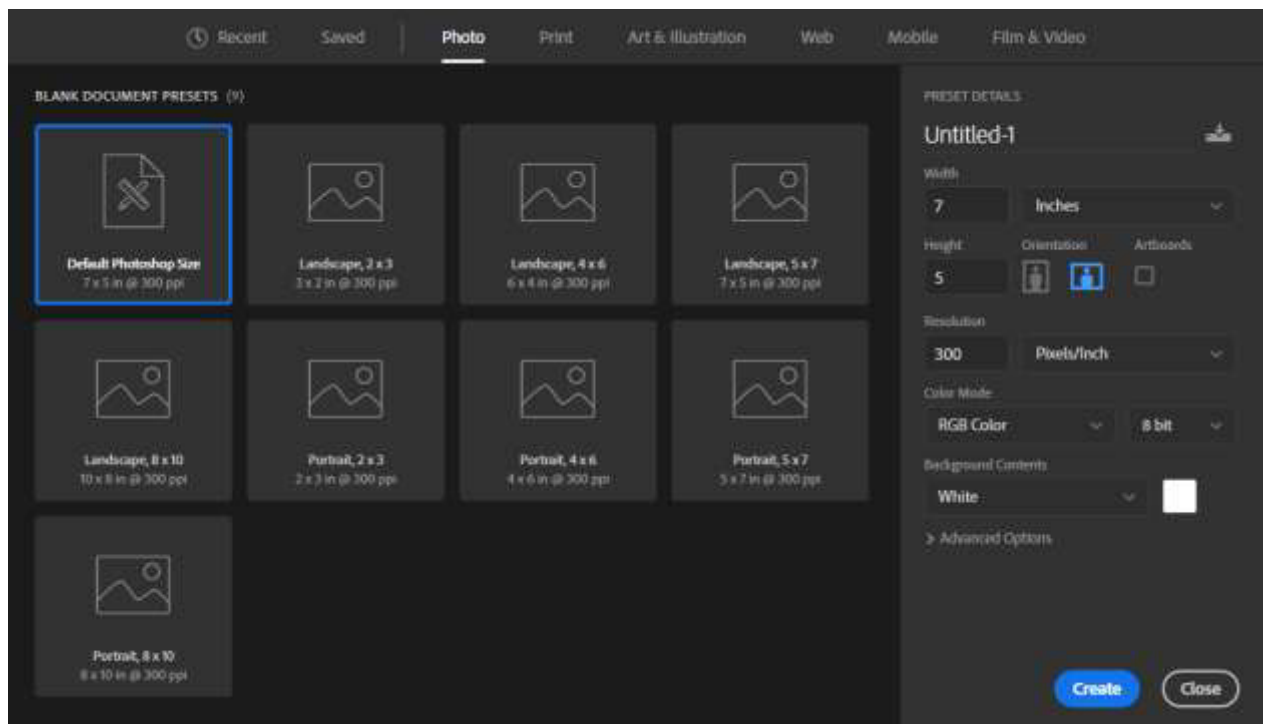 Recent Saved Photo Print Art & Illustration Web Mobile Film & Video
BLANK DOCUMENT PRESETS (9)
Default Photoshop Size
7 x 5 in @ 300 ppi
Landscape, 2 x 3
3 x 2 in @ 300 ppi
Landscape, 4 x 6
6 x 4 in @ 300 ppi
Landscape, 5 x 7
7 x 5 in @ 300 ppi
Landscape, 8 x 10
10 x 8 in @ 300 ppi
Portrait, 2 x 3
2 x 3 in @ 300 ppi
Portrait, 4 x 6
4 x 6 in @ 300 ppi
Portrait, 5 x 7
5 x 7 in @ 300 ppi
Portrait, 8 x 10
8 x 10 in @ 300 ppi
PRESET DETAILS
Untitled-1
Width
7 Inches
Height Orientation Artboards
5
Resolution
300 Pixels/Inch
Color Mode
RGB Color 8 bit
Background Contents
White
Advanced Options
Create Close